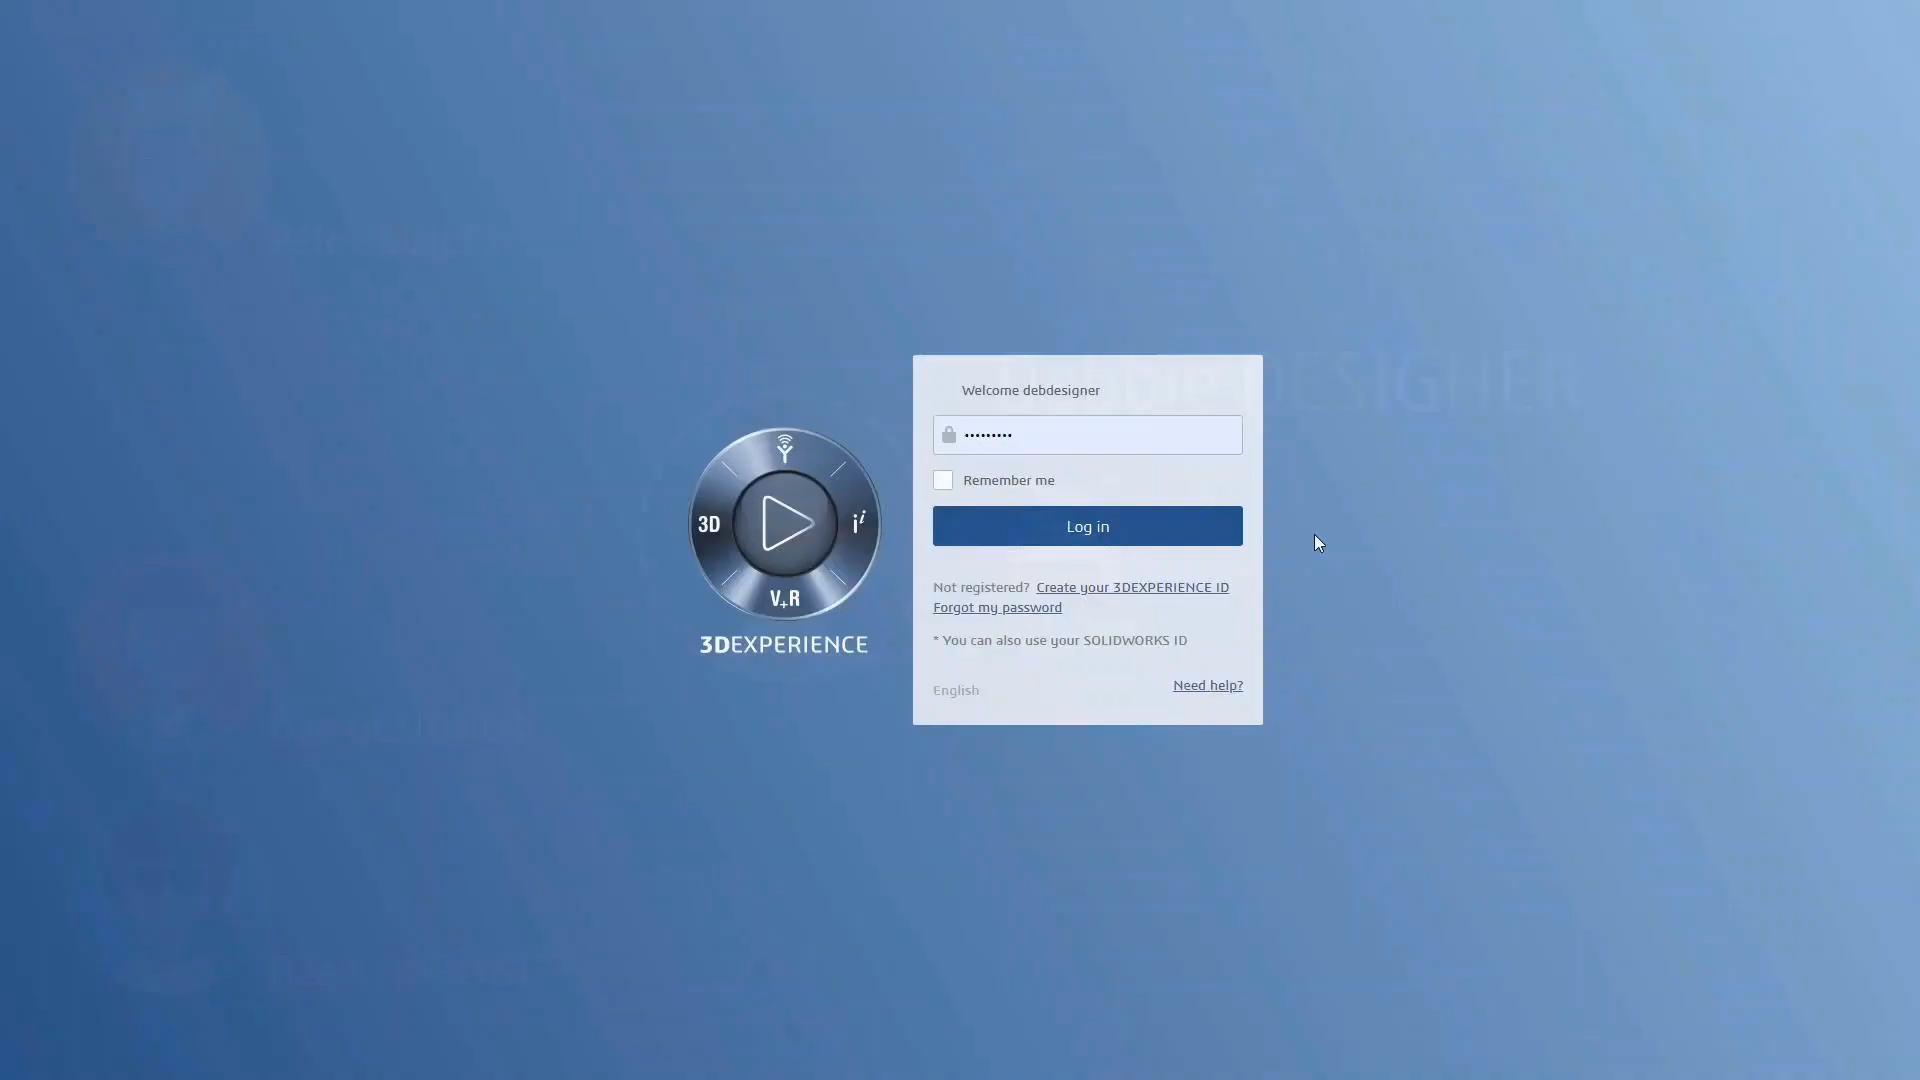 Welcome debdesigner
•••••••••
Remember me
Log in
3D
V+R
3DEXPERIENCE
Not registered? Create your 3DEXPERIENCE ID
Forgot my password
* You can also use your SOLIDWORKS ID
English
Need help?
DESIGNER